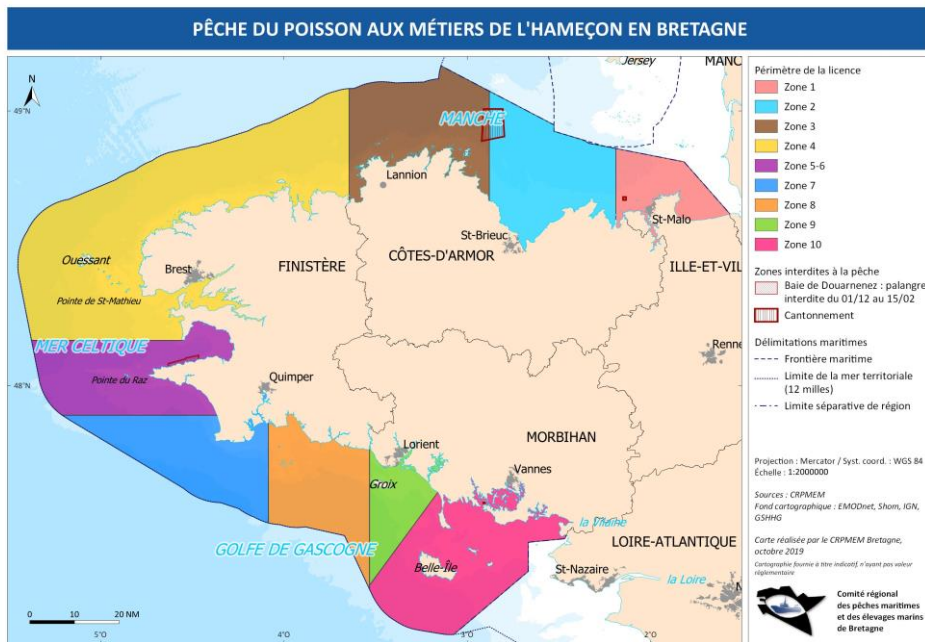 PÊCHE DU POISSON AUX MÉTIERS DE L'HAMEÇON EN BRETAGNE
N
Jersey
MANC
49°N
MANCHE
Lannion
St-Malo
St-Brieuc
CÔTES-D'ARMOR
FINISTÈRE
ILLE-ET-VIL
Ouessant
Brest
Pointe de St-Mathieu
MER CELTIQUE
Renne
48°N
Pointe du Raz
Quimper
MORBIHAN
Lorient
Vannes
Groix
la Vilaine
LOIRE-ATLANTIQUE
GOLFE DE GASCOGNE
Belle-Île
St-Nazaire
la Loire
N
0 10 20 NM
5°0 4°0 3°0 2°0
Périmètre de la licence
Zone 1
Zone 2
Zone 3
Zone 4
Zone 5-6
Zone 7
Zone 8
Zone 9
Zone 10
Zones interdites à la pêche
Baie de Douarnenez : palangre
interdite du 01/12 au 15/02
Cantonnement
Délimitations maritimes
Frontière maritime
Limite de la mer territoriale
(12 milles)
Limite séparative de région
Projection : Mercator / Syst. coord. : WGS 84
Échelle : 1:2000000
Sources : CRPMEM
Fond cartographique : EMODnet, Shom, IGN,
GSHHG
Carte réalisée par le CRPMEM Bretagne,
octobre 2019
Cartographie fournie à titre indicatif, n'ayant pas valeur
réglementaire
Comité régional
des pêches maritimes
et des élevages marins
de Bretagne